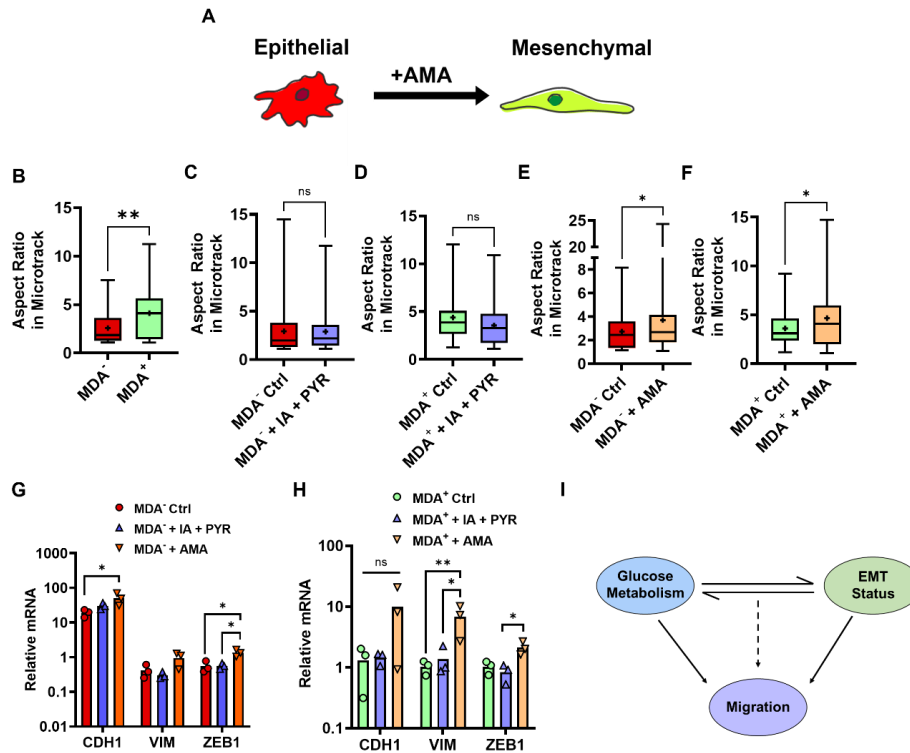 A
Epithelial
Mesenchymal
+AMA
B
C
D
E
F
**
ns
ns
*
*
Aspect Ratio
in Microtrack
15
10
5
0
MDA⁻
MDA⁺
Aspect Ratio
in Microtrack
15
10
5
0
MDA⁻ Ctrl
MDA⁻ + IA + PYR
Aspect Ratio
in Microtrack
15
10
5
0
MDA⁺ Ctrl
MDA⁺ + IA + PYR
Aspect Ratio
in Microtrack
25
20
15
8
6
4
2
0
MDA⁻ Ctrl
MDA⁻ + AMA
Aspect Ratio
in Microtrack
15
10
5
0
MDA⁺ Ctrl
MDA⁺ + AMA
G
MDA⁻ Ctrl
MDA⁻ + IA + PYR
MDA⁻ + AMA
Relative mRNA
1000
100
10
1
0.1
0.01
*
*
*
CDH1
VIM
ZEB1
H
MDA⁺ Ctrl
MDA⁺ + IA + PYR
MDA⁺ + AMA
Relative mRNA
100
10
1
0.1
ns
**
*
*
CDH1
VIM
ZEB1
I
Glucose
Metabolism
EMT
Status
Migration